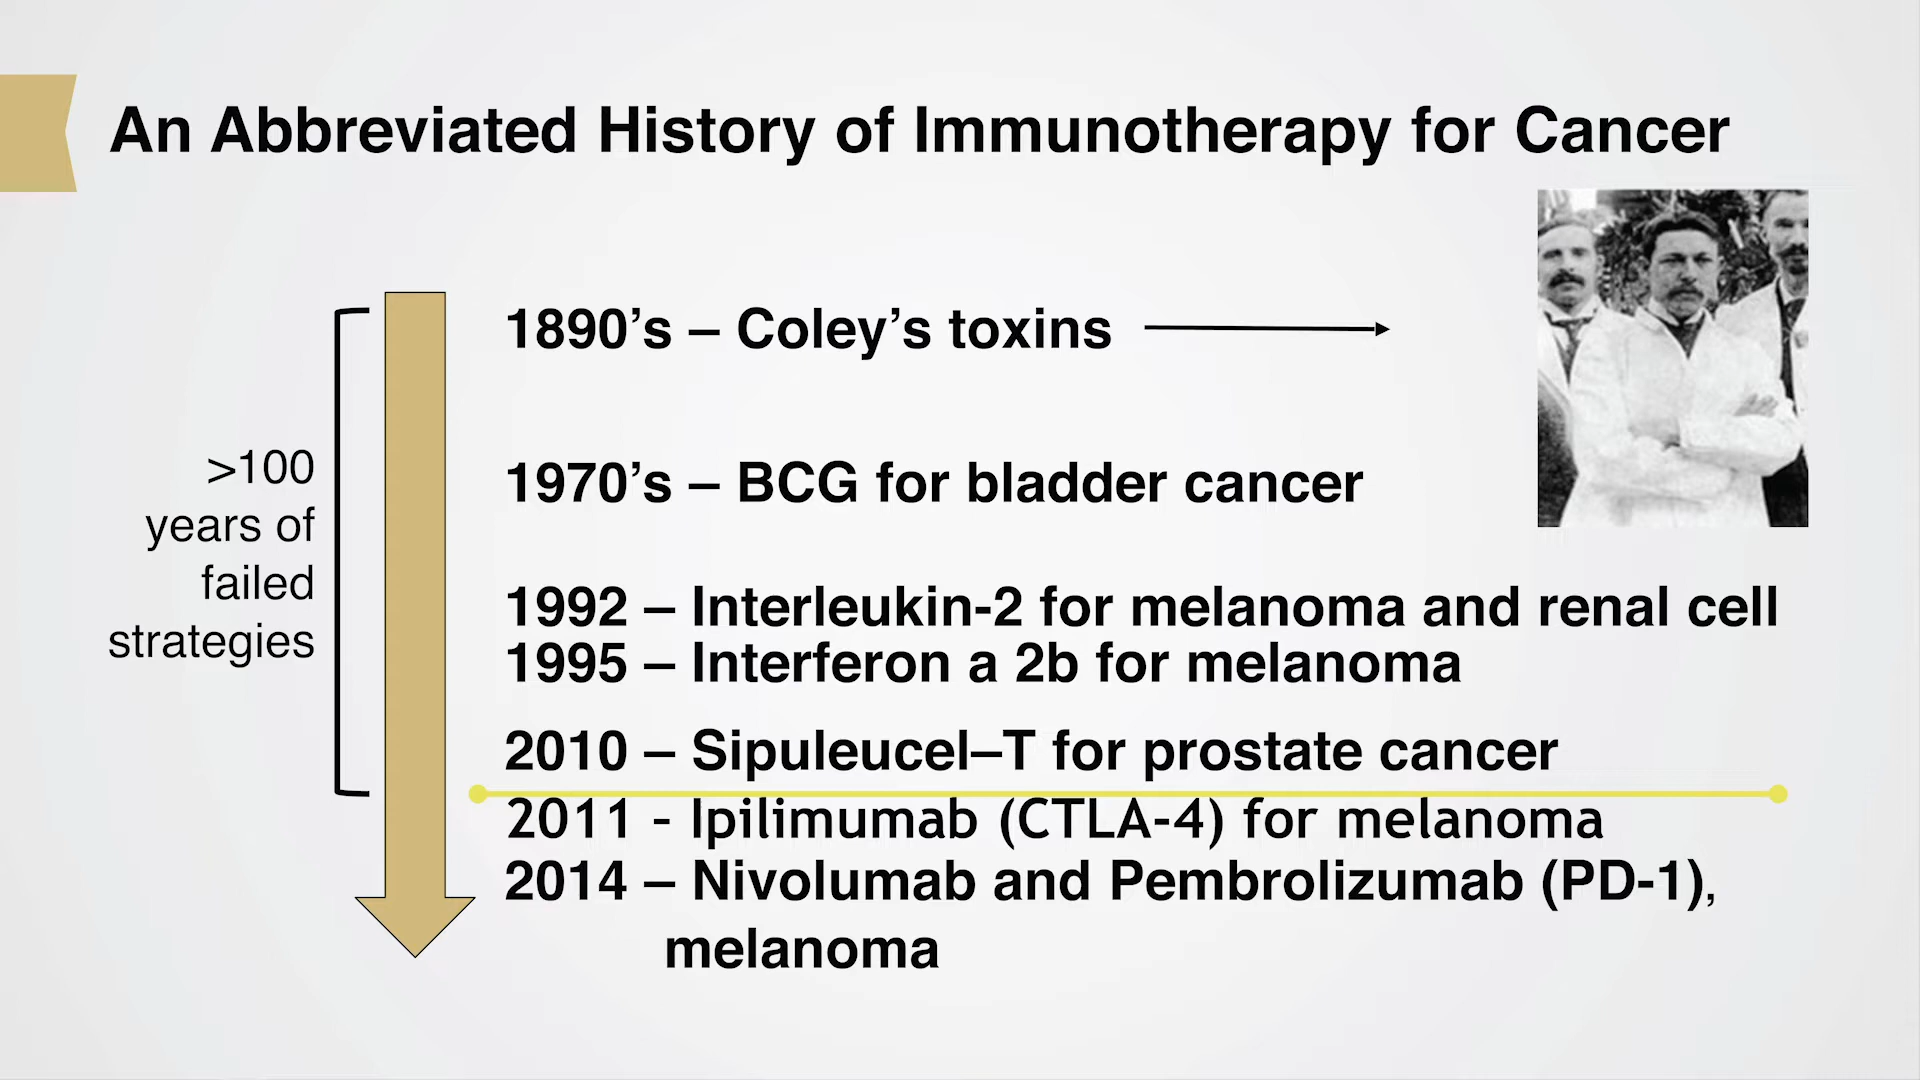 An Abbreviated History of Immunotherapy for Cancer
1890’s – Coley’s toxins
>100
years of
failed
strategies
1970’s – BCG for bladder cancer
1992 – Interleukin-2 for melanoma and renal cell
1995 – Interferon a 2b for melanoma
2010 – Sipuleucel–T for prostate cancer
2011 - Ipilimumab (CTLA-4) for melanoma
2014 – Nivolumab and Pembrolizumab (PD-1),
melanoma